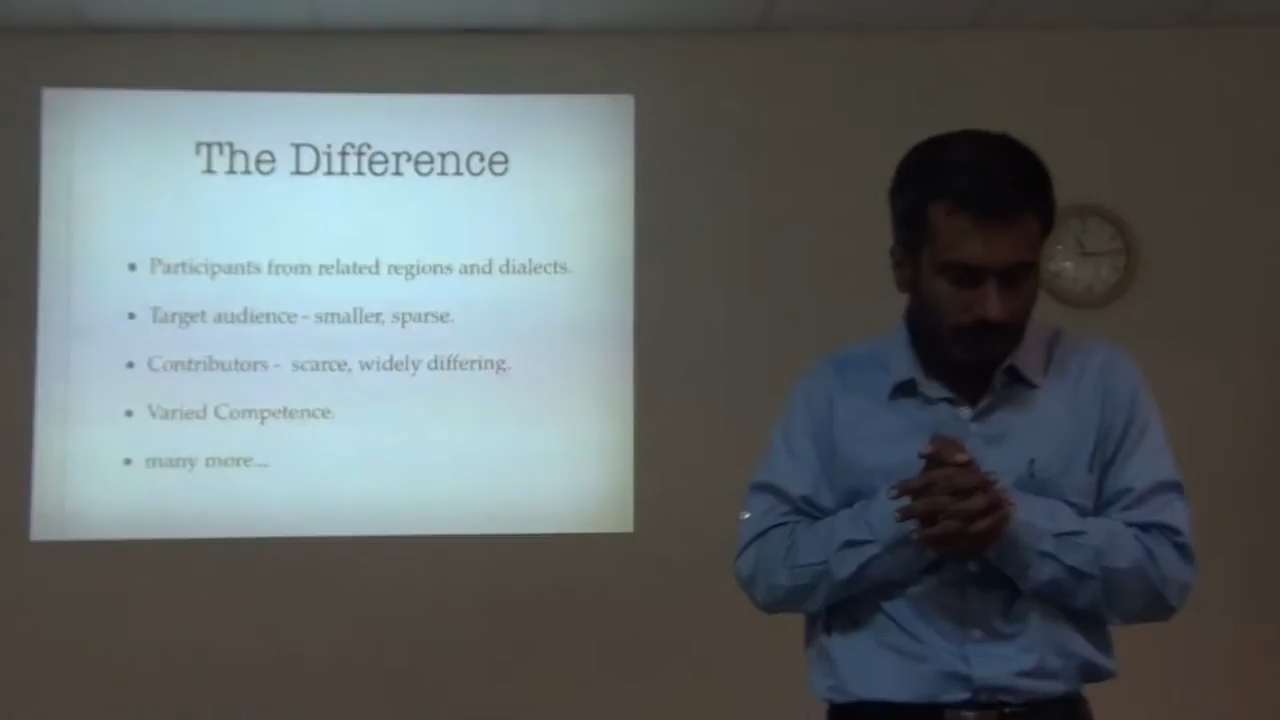 The Difference
• Participants from related regions and dialects.
• Target audience - smaller, sparse.
• Contributors - scarce, widely differing.
• Varied Competence.
• many more...